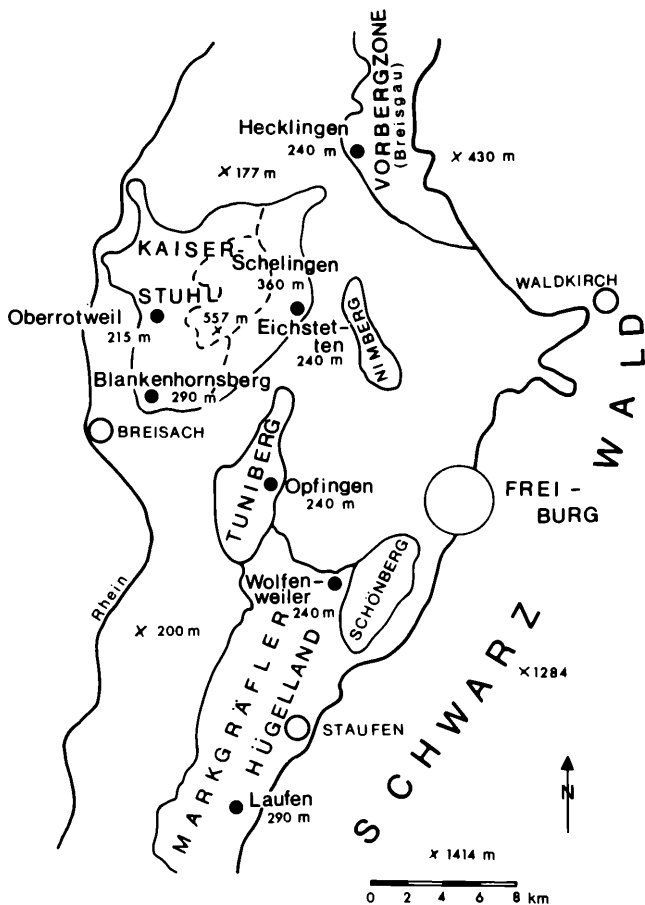 VORBERGZONE
(Breisgau)
Hecklingen
240 m
x 430 m
x 177 m
KAISER-
STUHL
Schelingen
360 m
WALDKIRCH
Oberrotweil
215 m
557
x
Eichstet-
ten
240 m
NIMBERG
Blankenhornsberg
290 m
BREISACH
WALD
TUNIBERG
Opfingen
240 m
FREI-
BURG
SCHÖNBERG
Wolfen-
weiler
240 m
Rhein
x 200 m
MARKGRÄFLER
HÜGELLAND
SCHWARZ
x 1284
STAUFEN
N
Laufen
290 m
x 1414 m
0 2 4 6 8 km